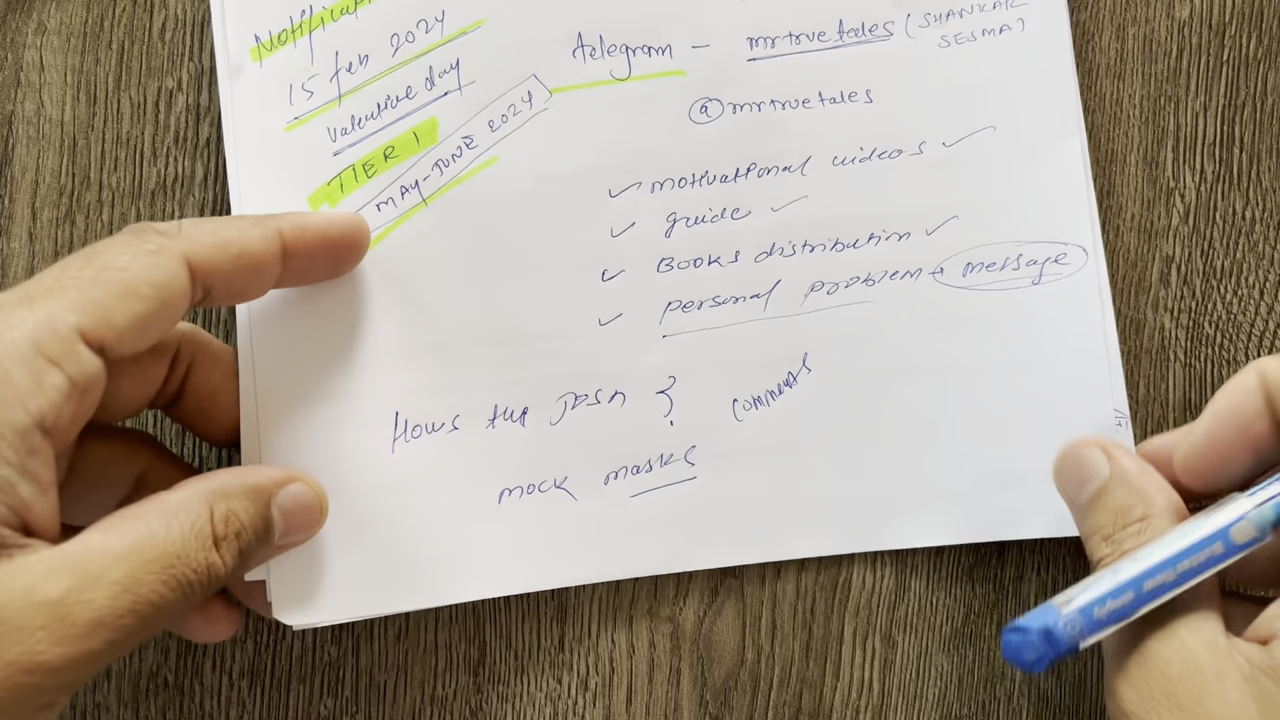 Notificati
15 feb 2024
valentine day
TIER 1
MAY-JUNE 2024
telegram - mrtruetales (SHANKAR SESMA)
@mrtruetales
motivational videos
guide
Books distribution
personal problem → message
Hows the josh ?
comments
mock marks